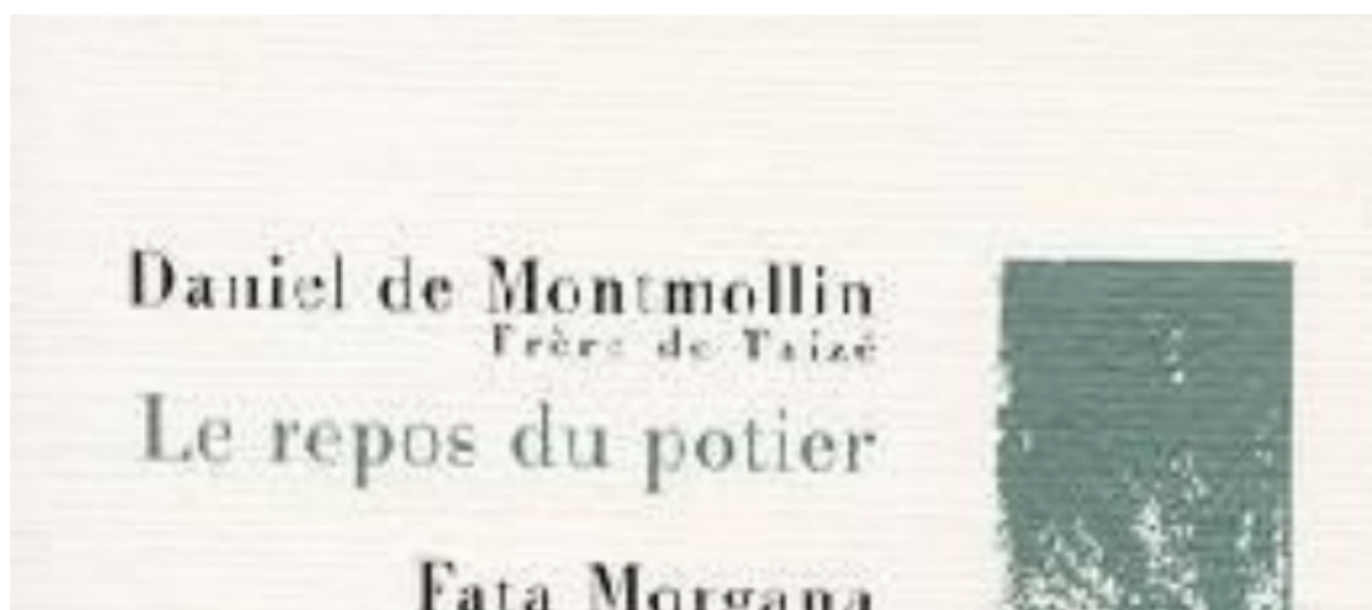 Daniel de Montmollin
Frère de Taizé
Le repos du potier
Fata Morgana